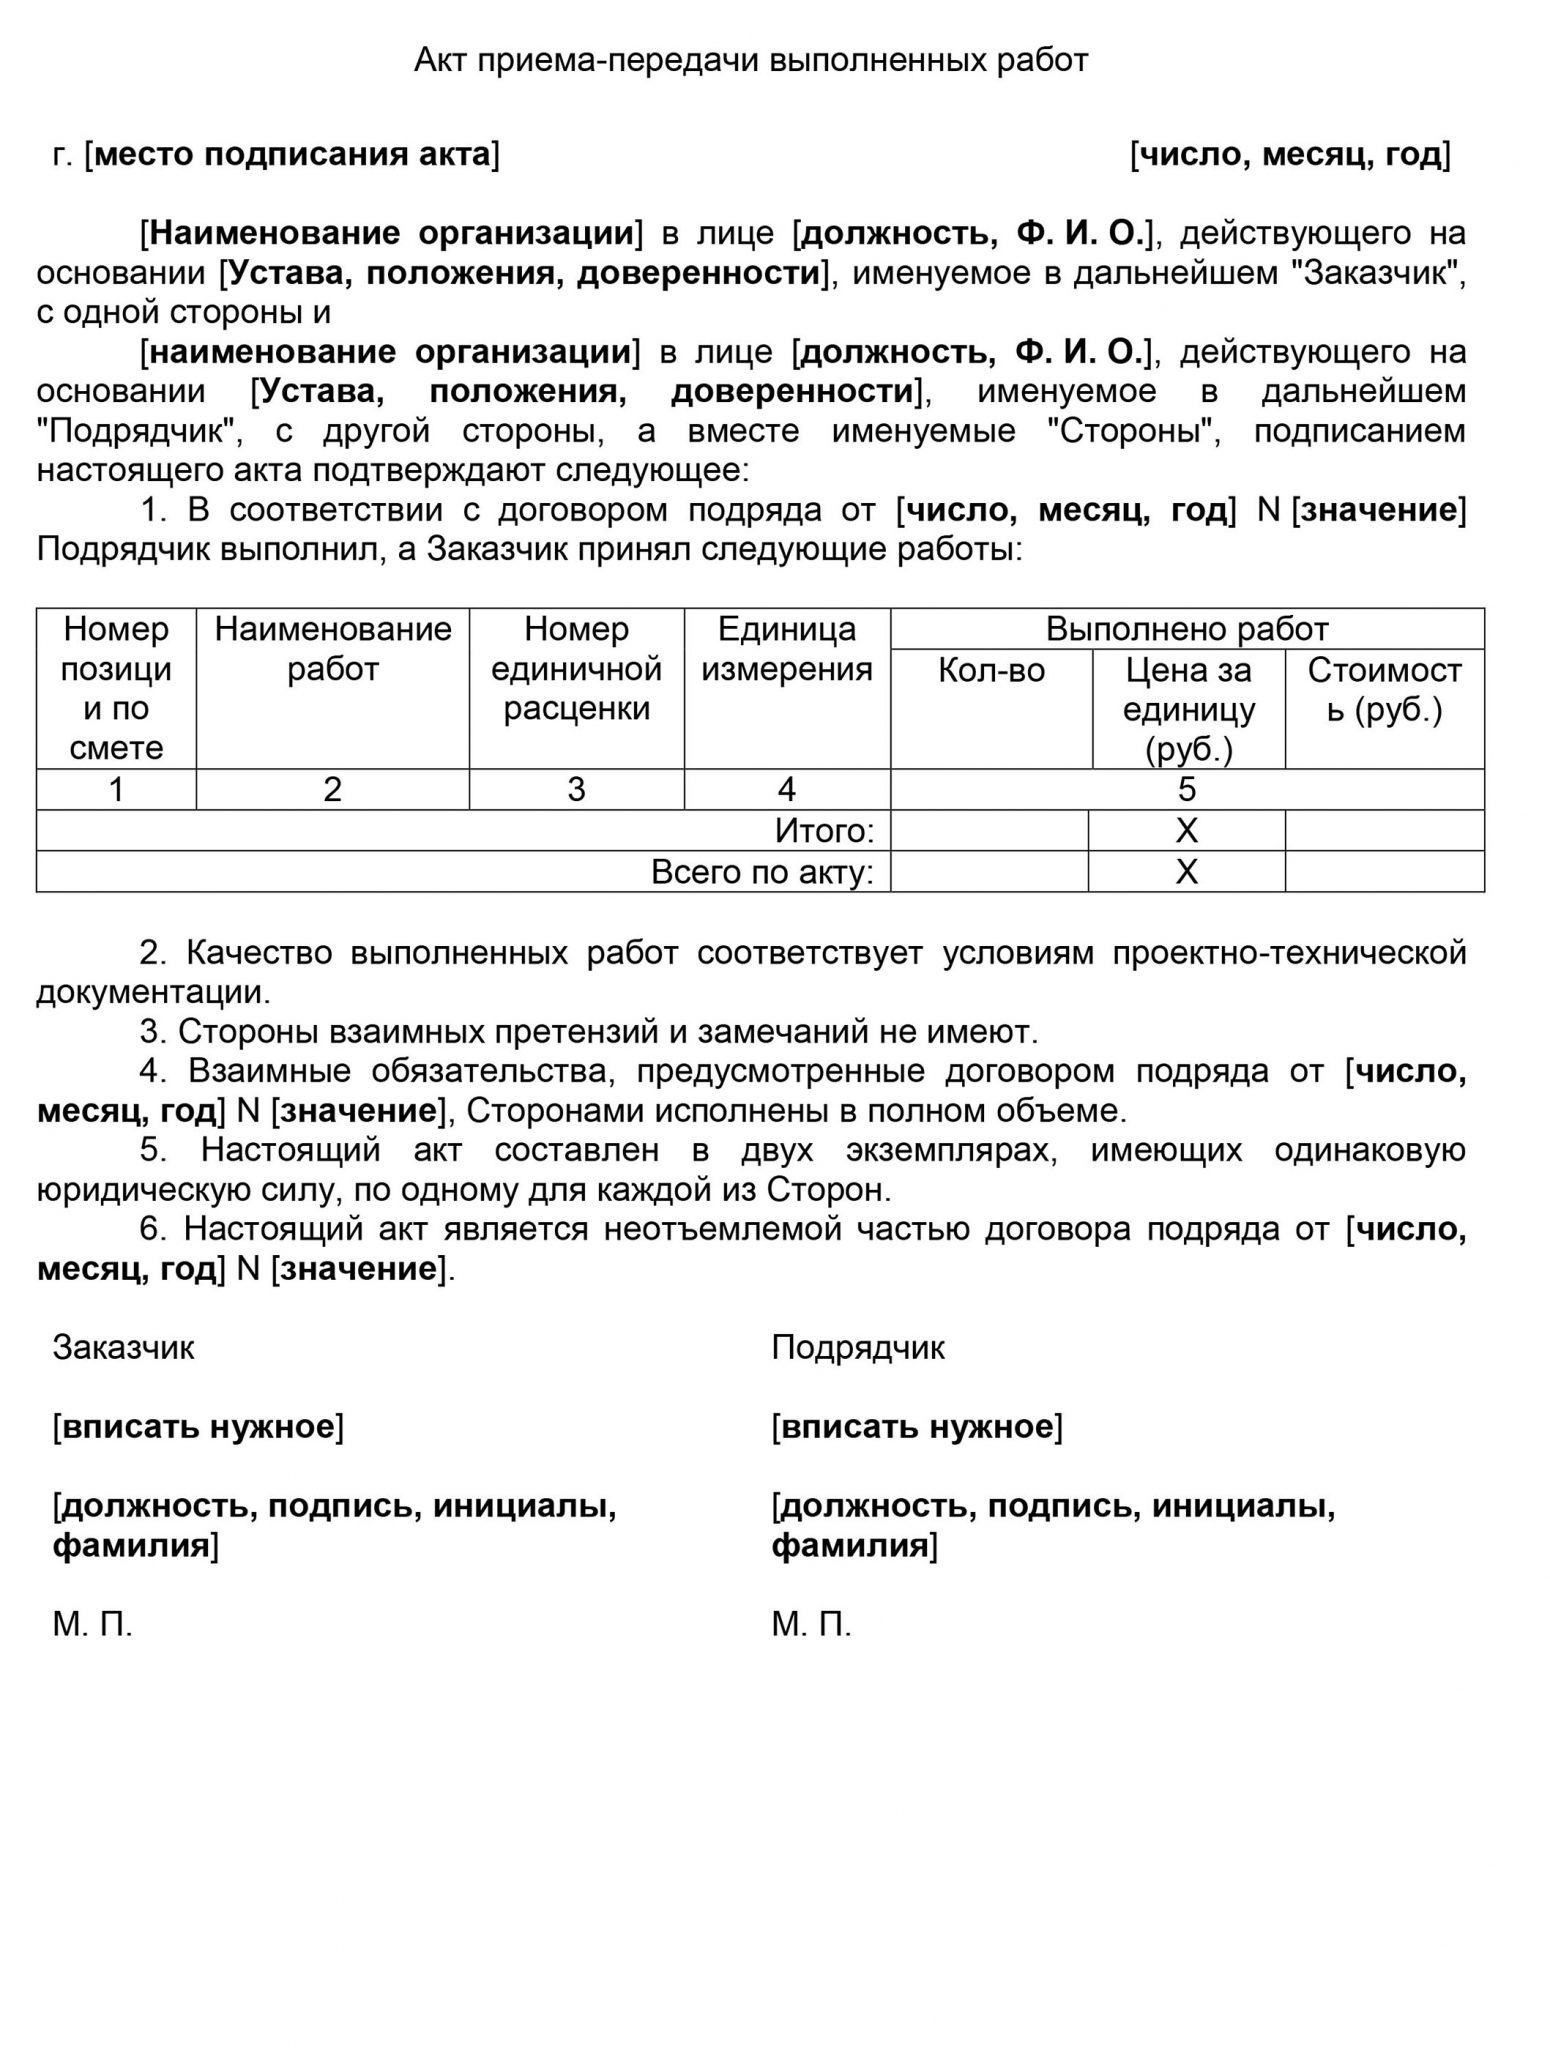 Акт приема-передачи выполненных работ
г. [место подписания акта] [число, месяц, год]
[Наименование организации] в лице [должность, Ф. И. О.], действующего на
основании [Устава, положения, доверенности], именуемое в дальнейшем "Заказчик",
с одной стороны и
[наименование организации] в лице [должность, Ф. И. О.], действующего на
основании [Устава, положения, доверенности], именуемое в дальнейшем
"Подрядчик", с другой стороны, а вместе именуемые "Стороны", подписанием
настоящего акта подтверждают следующее:
1. В соответствии с договором подряда от [число, месяц, год] N [значение]
Подрядчик выполнил, а Заказчик принял следующие работы:
Номер Наименование Номер Единица Выполнено работ
позици работ единичной измерения Кол-во Цена за Стоимост
и по расценки единицу ь (руб.)
смете (руб.)
1 2 3 4 5
Итого: X
Всего по акту: X
2. Качество выполненных работ соответствует условиям проектно-технической
документации.
3. Стороны взаимных претензий и замечаний не имеют.
4. Взаимные обязательства, предусмотренные договором подряда от [число,
месяц, год] N [значение], Сторонами исполнены в полном объеме.
5. Настоящий акт составлен в двух экземплярах, имеющих одинаковую
юридическую силу, по одному для каждой из Сторон.
6. Настоящий акт является неотъемлемой частью договора подряда от [число,
месяц, год] N [значение].
Заказчик Подрядчик
[вписать нужное] [вписать нужное]
[должность, подпись, инициалы, [должность, подпись, инициалы,
фамилия] фамилия]
М. П. М. П.